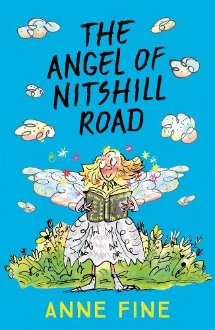 THE
ANGEL OF
NITSHILL
ROAD
ANNE FINE